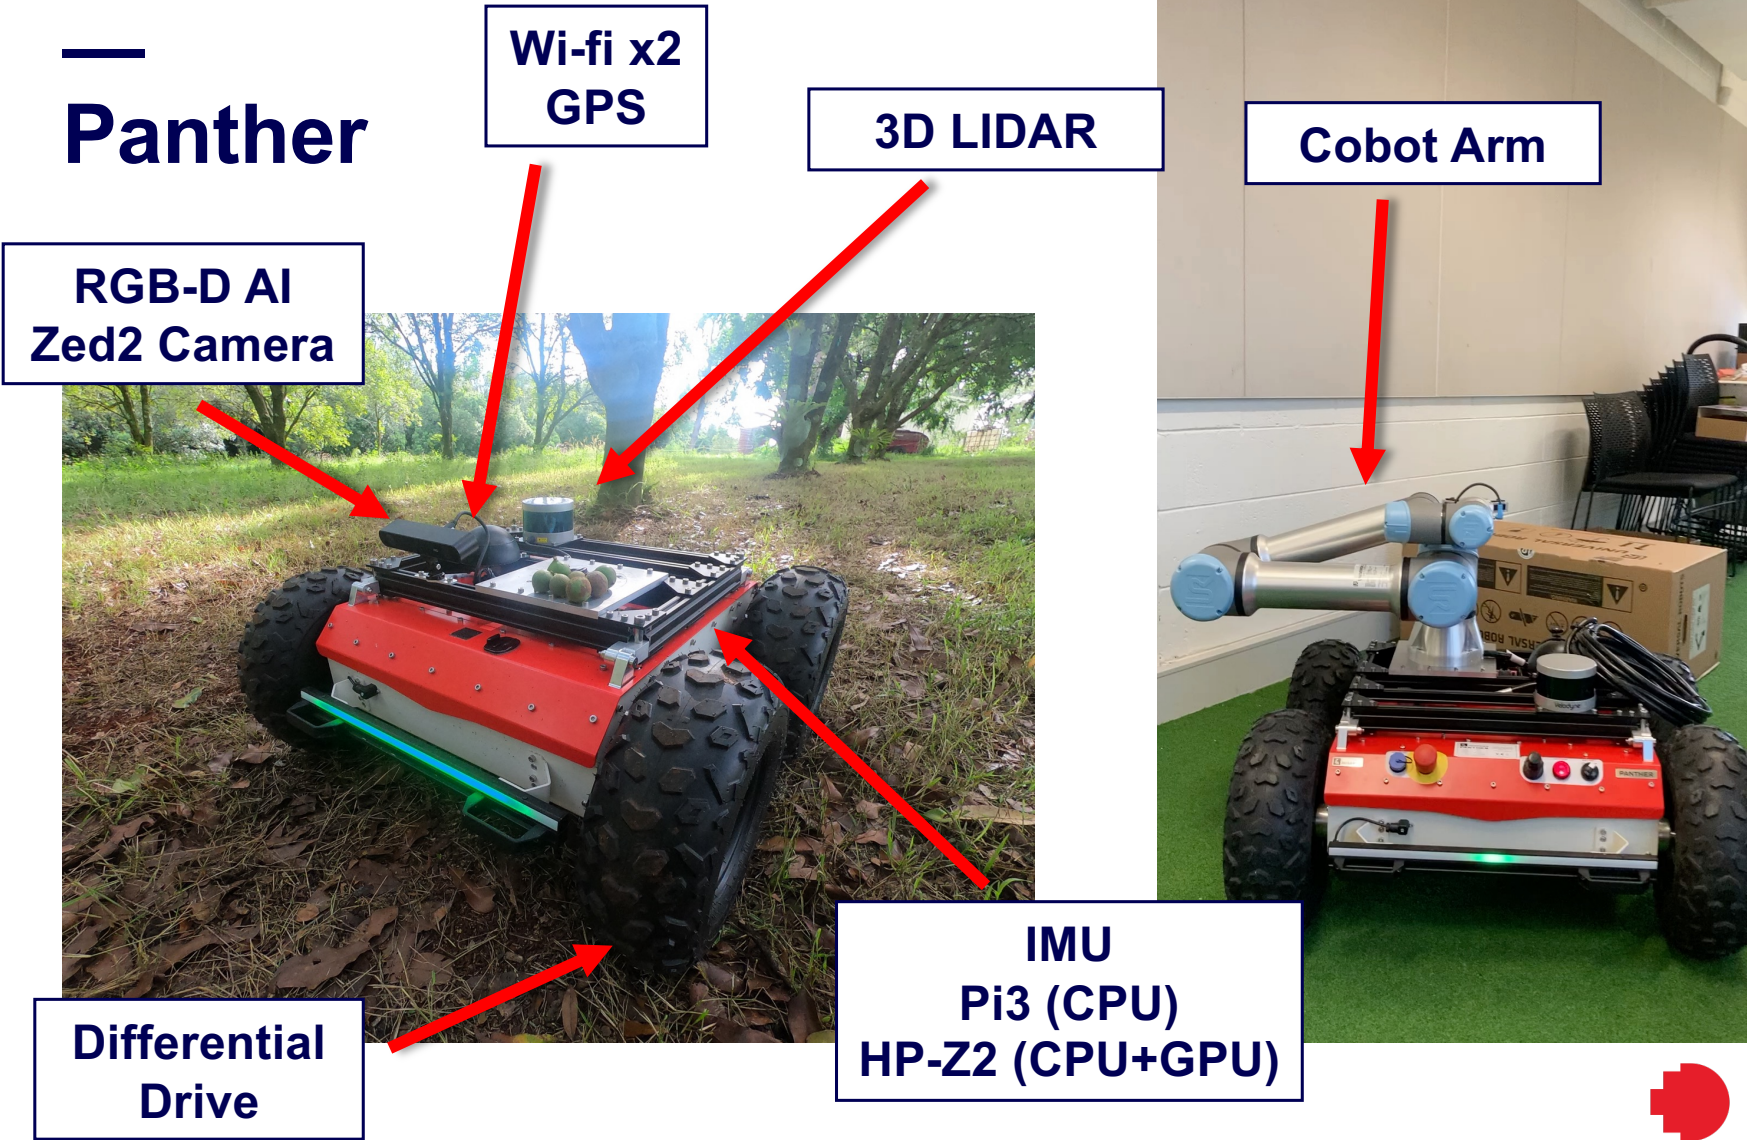 Panther
Wi-fi x2
GPS
3D LIDAR
Cobot Arm
RGB-D AI
Zed2 Camera
Differential
Drive
IMU
Pi3 (CPU)
HP-Z2 (CPU+GPU)
PANTHER